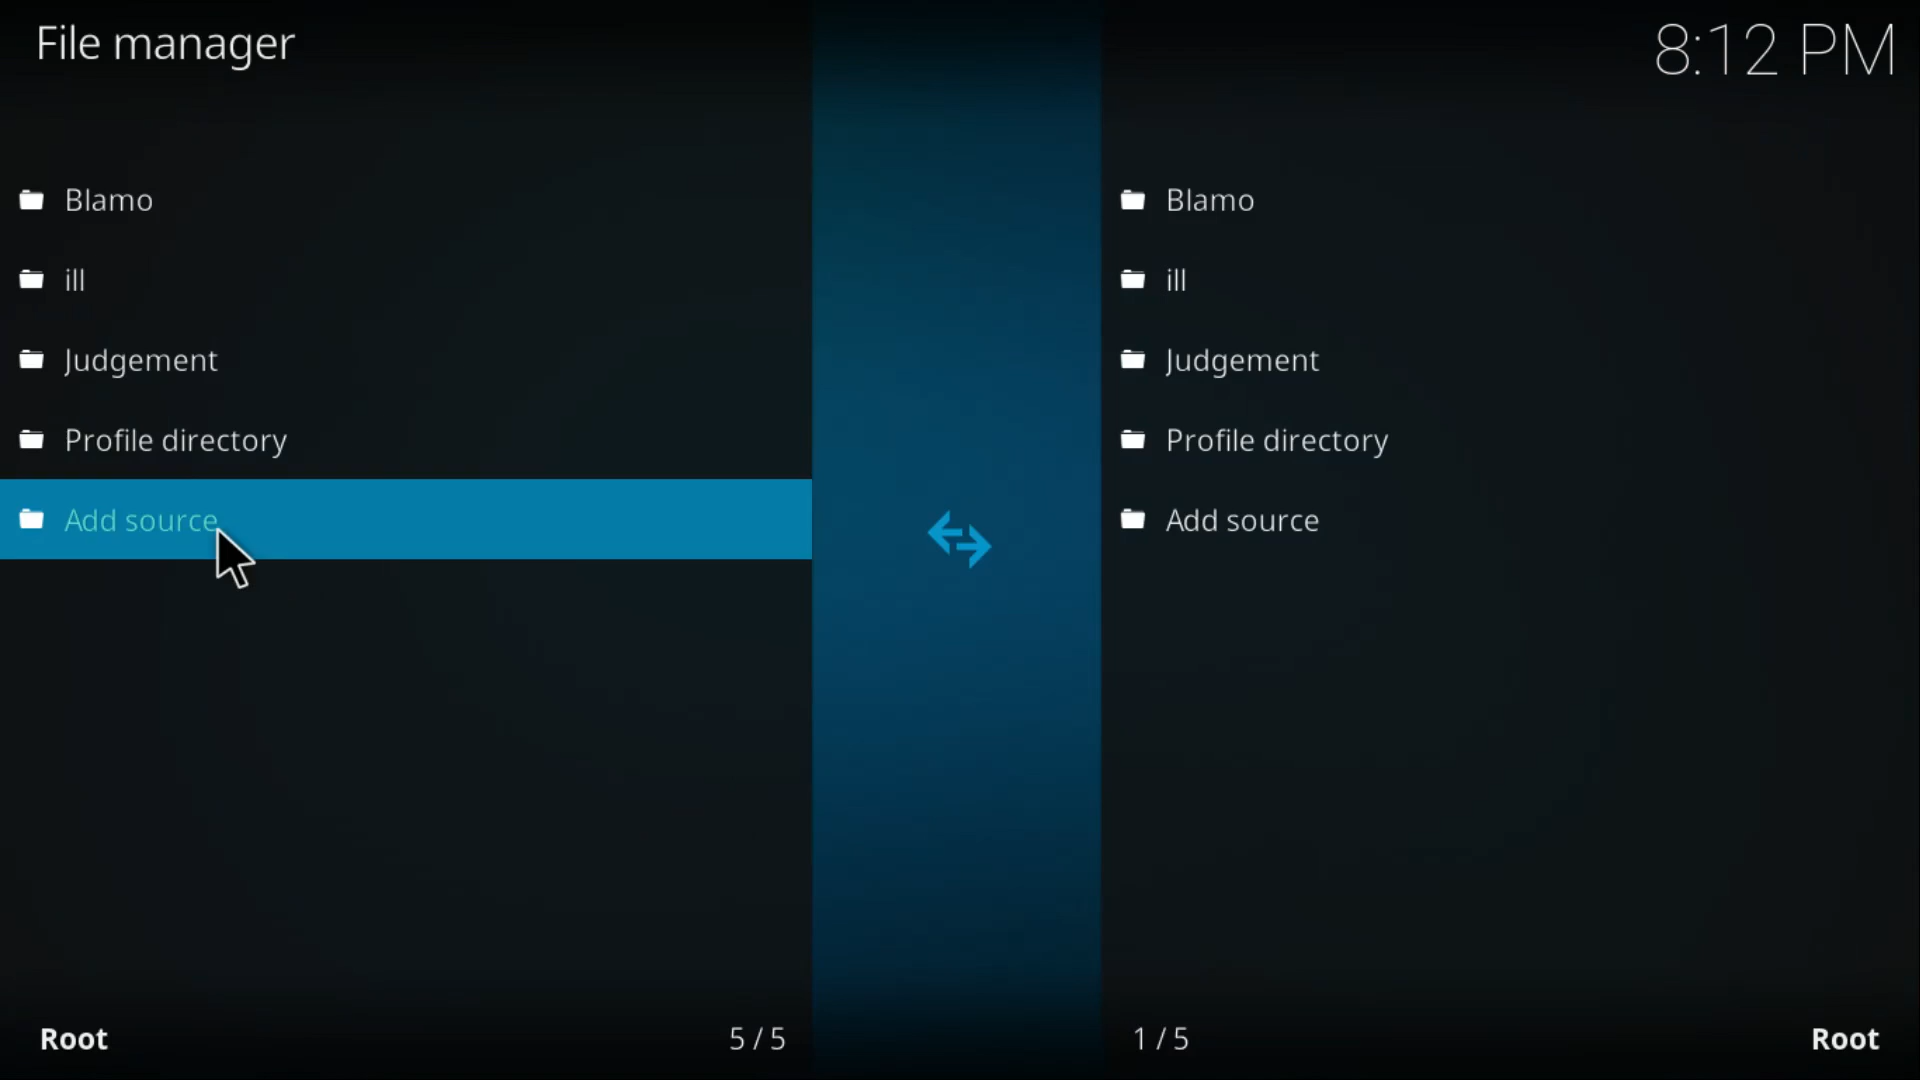 File manager
8:12 PM
Blamo
ill
Judgement
Profile directory
Add source
Blamo
ill
Judgement
Profile directory
Add source
Root
5 / 5
1 / 5
Root